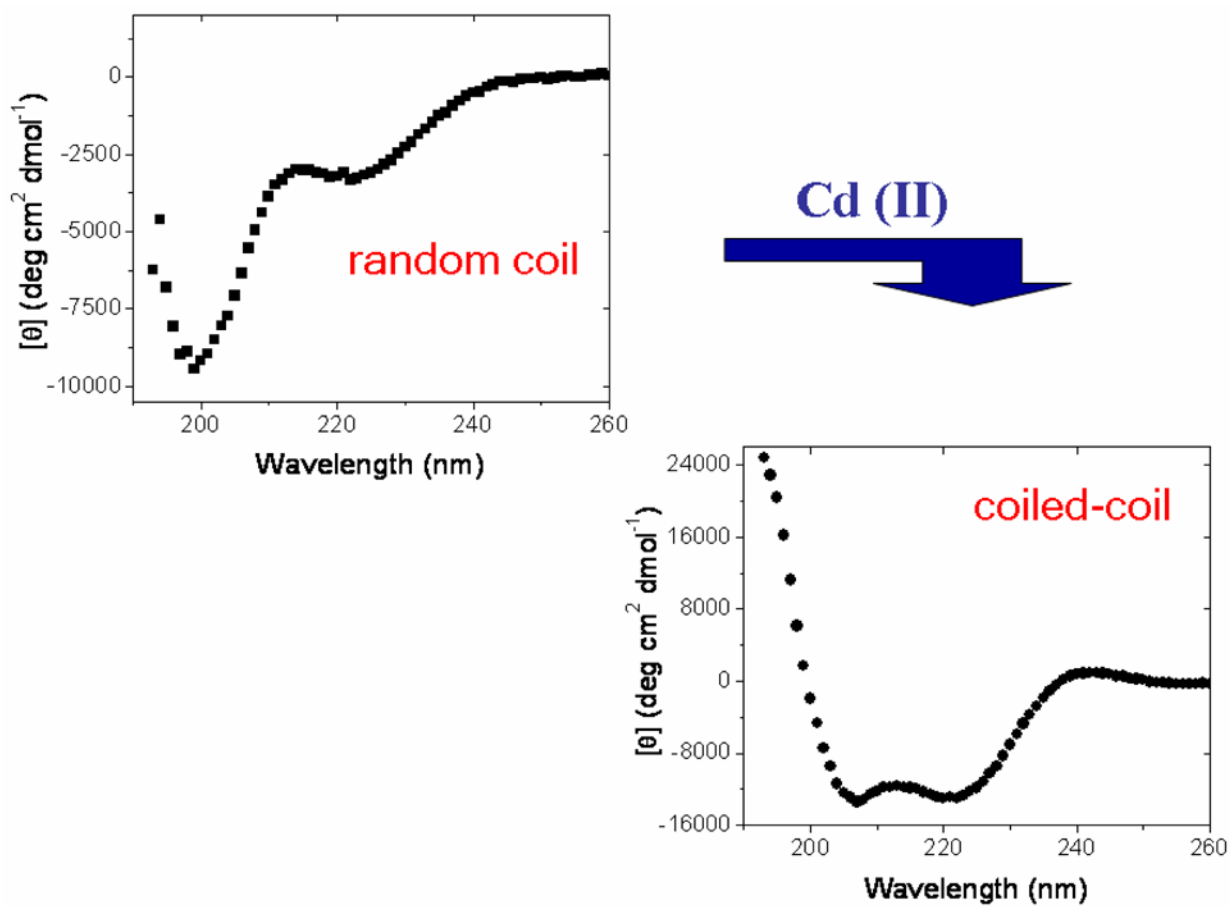 0
-2500
-5000
-7500
-10000
[θ] (deg cm² dmol⁻¹)
random coil
200 220 240 260
Wavelength (nm)
Cd (II)
24000
16000
8000
0
-8000
-16000
[θ] (deg cm² dmol⁻¹)
coiled-coil
200 220 240 260
Wavelength (nm)